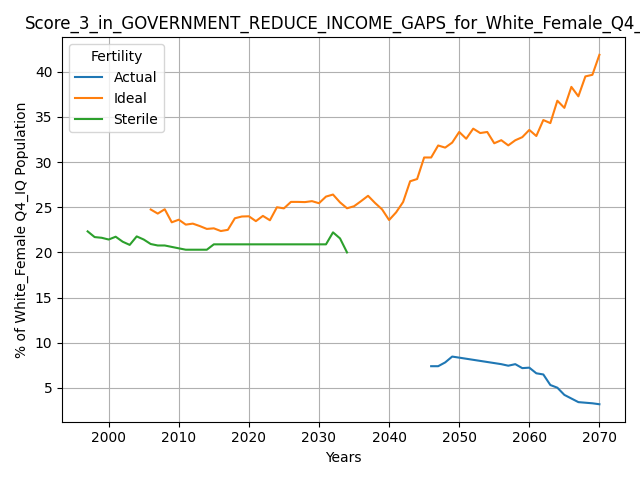 Score_3_in_GOVERNMENT_REDUCE_INCOME_GAPS_for_White_Female_Q4_
Fertility
Actual
Ideal
Sterile
% of White_Female Q4_IQ Population
40
35
30
25
20
15
10
5
2000 2010 2020 2030 2040 2050 2060 2070
Years